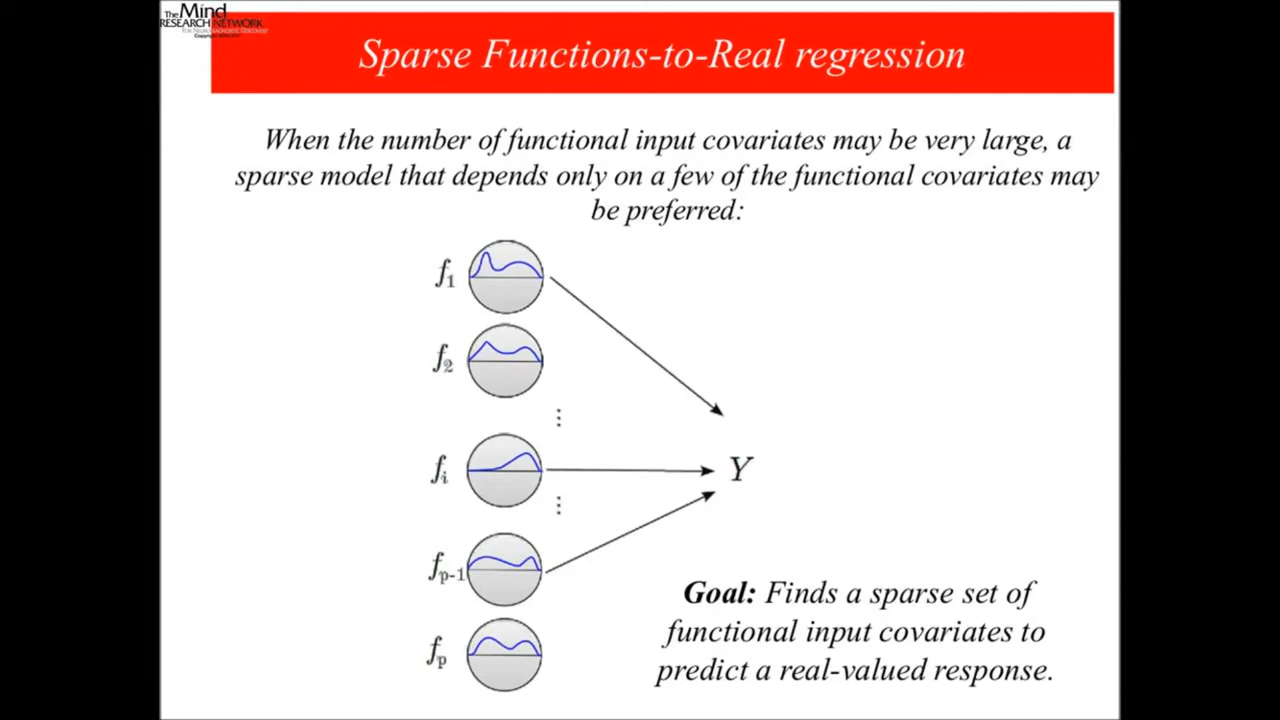 The Mind
RESEARCH NETWORK
Sparse Functions-to-Real regression
When the number of functional input covariates may be very large, a
sparse model that depends only on a few of the functional covariates may
be preferred:
f1
f2
⋮
fi
Y
⋮
fp-1
fp
Goal: Finds a sparse set of
functional input covariates to
predict a real-valued response.